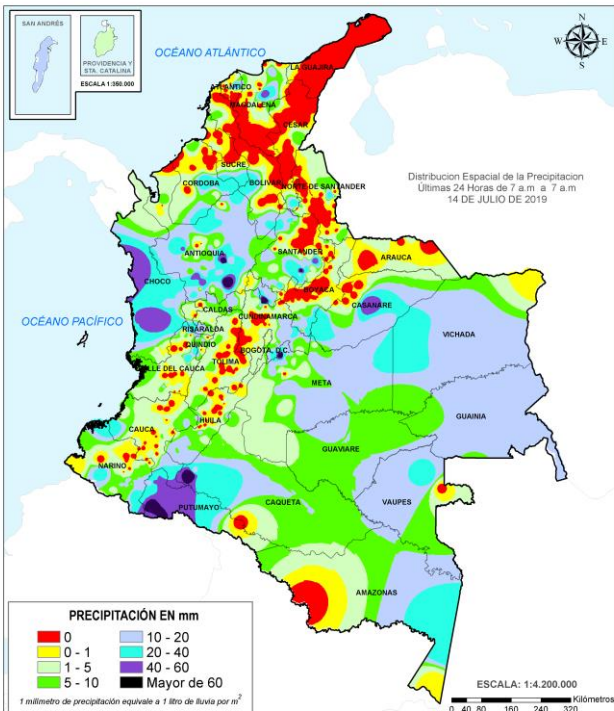 SAN ANDRÉS
PROVIDENCIA Y
STA. CATALINA
ESCALA 1:350.000
OCÉANO ATLÁNTICO
N
W E
S
LA GUAJIRA
ATLANTICO
MAGDALENA
CESAR
SUCRE
CORDOBA
BOLIVAR
NORTE DE SANTANDER
Distribucion Espacial de la Precipitacion
Últimas 24 Horas de 7 a.m a 7 a.m
14 DE JULIO DE 2019
ANTIOQUIA
SANTANDER
ARAUCA
CHOCO
BOYACA
CASANARE
CALDAS
CUNDINAMARCA
VICHADA
OCÉANO PACÍFICO
RISARALDA
QUINDIO
BOGOTA, D.C.
TOLIMA
VALLE DEL CAUCA
META
GUAINIA
CAUCA
HUILA
GUAVIARE
NARIÑO
PUTUMAYO
CAQUETA
VAUPES
AMAZONAS
PRECIPITACIÓN EN mm
0
0 - 1
1 - 5
5 - 10
10 - 20
20 - 40
40 - 60
Mayor de 60
1 milimetro de precipitación equivale a 1 litro de lluvia por m2
ESCALA: 1:4.200.000
Kilómetros
0 40 80 160 240 320